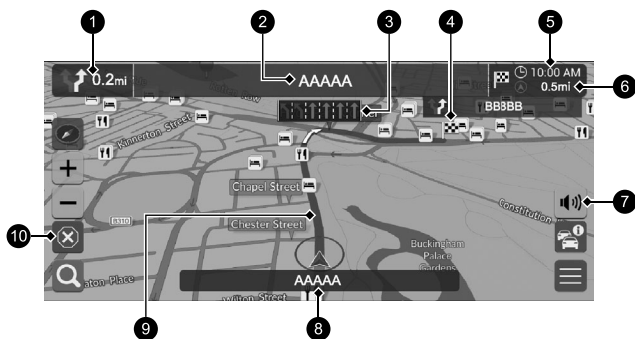 1
2
3
4
5
0.2mi
AAAAA
10:00 AM
0.5mi
6
BBBBB
Kinnerton-Street
Chapel Street
7
B310
Chester Street
Constitution
10
Buckingham
Palace
Gardens
aton-Place
AAAAA
Wilton-Street
9
8